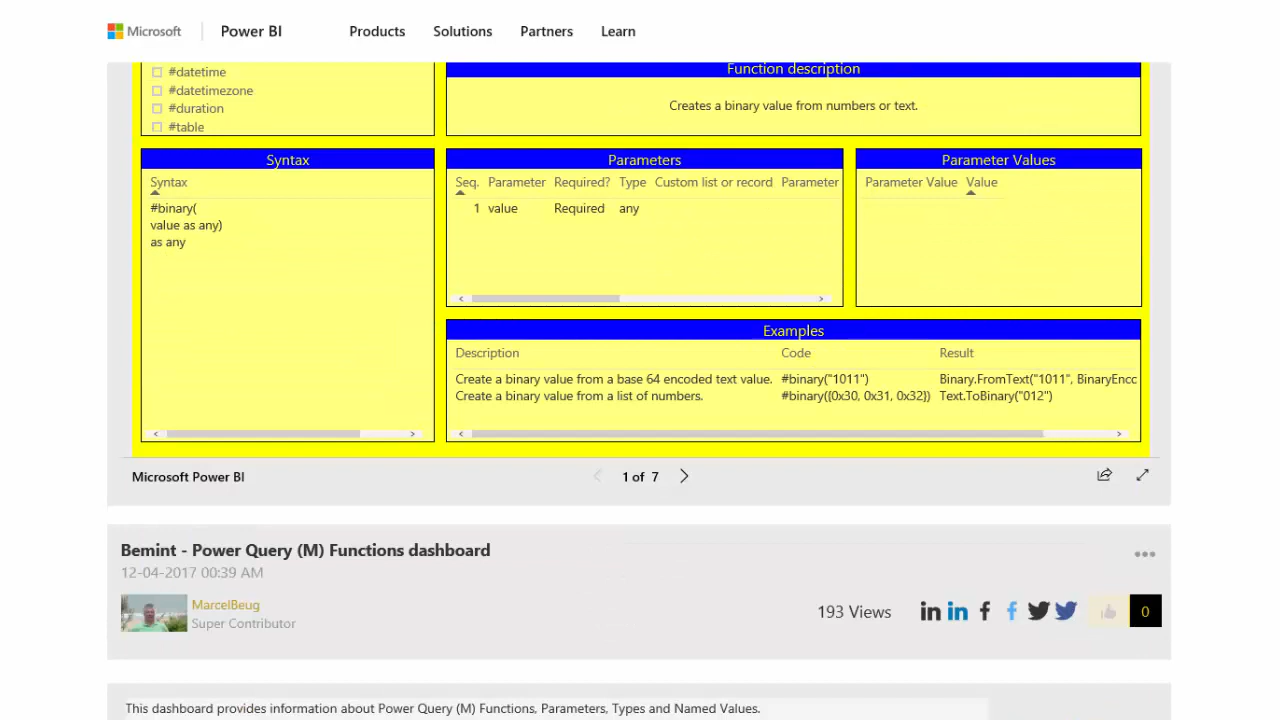 Microsoft Power BI Products Solutions Partners Learn
#datetime
#datetimezone
#duration
#table
Function description
Creates a binary value from numbers or text.
Syntax
Syntax
#binary(
value as any)
as any
Parameters
Seq. Parameter Required? Type Custom list or record Parameter
1 value Required any
Parameter Values
Parameter Value Value
Examples
Description Code Result
Create a binary value from a base 64 encoded text value. #binary("1011") Binary.FromText("1011", BinaryEncc
Create a binary value from a list of numbers. #binary({0x30, 0x31, 0x32}) Text.ToBinary("012")
Microsoft Power BI 1 of 7
Bemint - Power Query (M) Functions dashboard
12-04-2017 00:39 AM
MarcelBeug
Super Contributor
193 Views
0
This dashboard provides information about Power Query (M) Functions, Parameters, Types and Named Values.